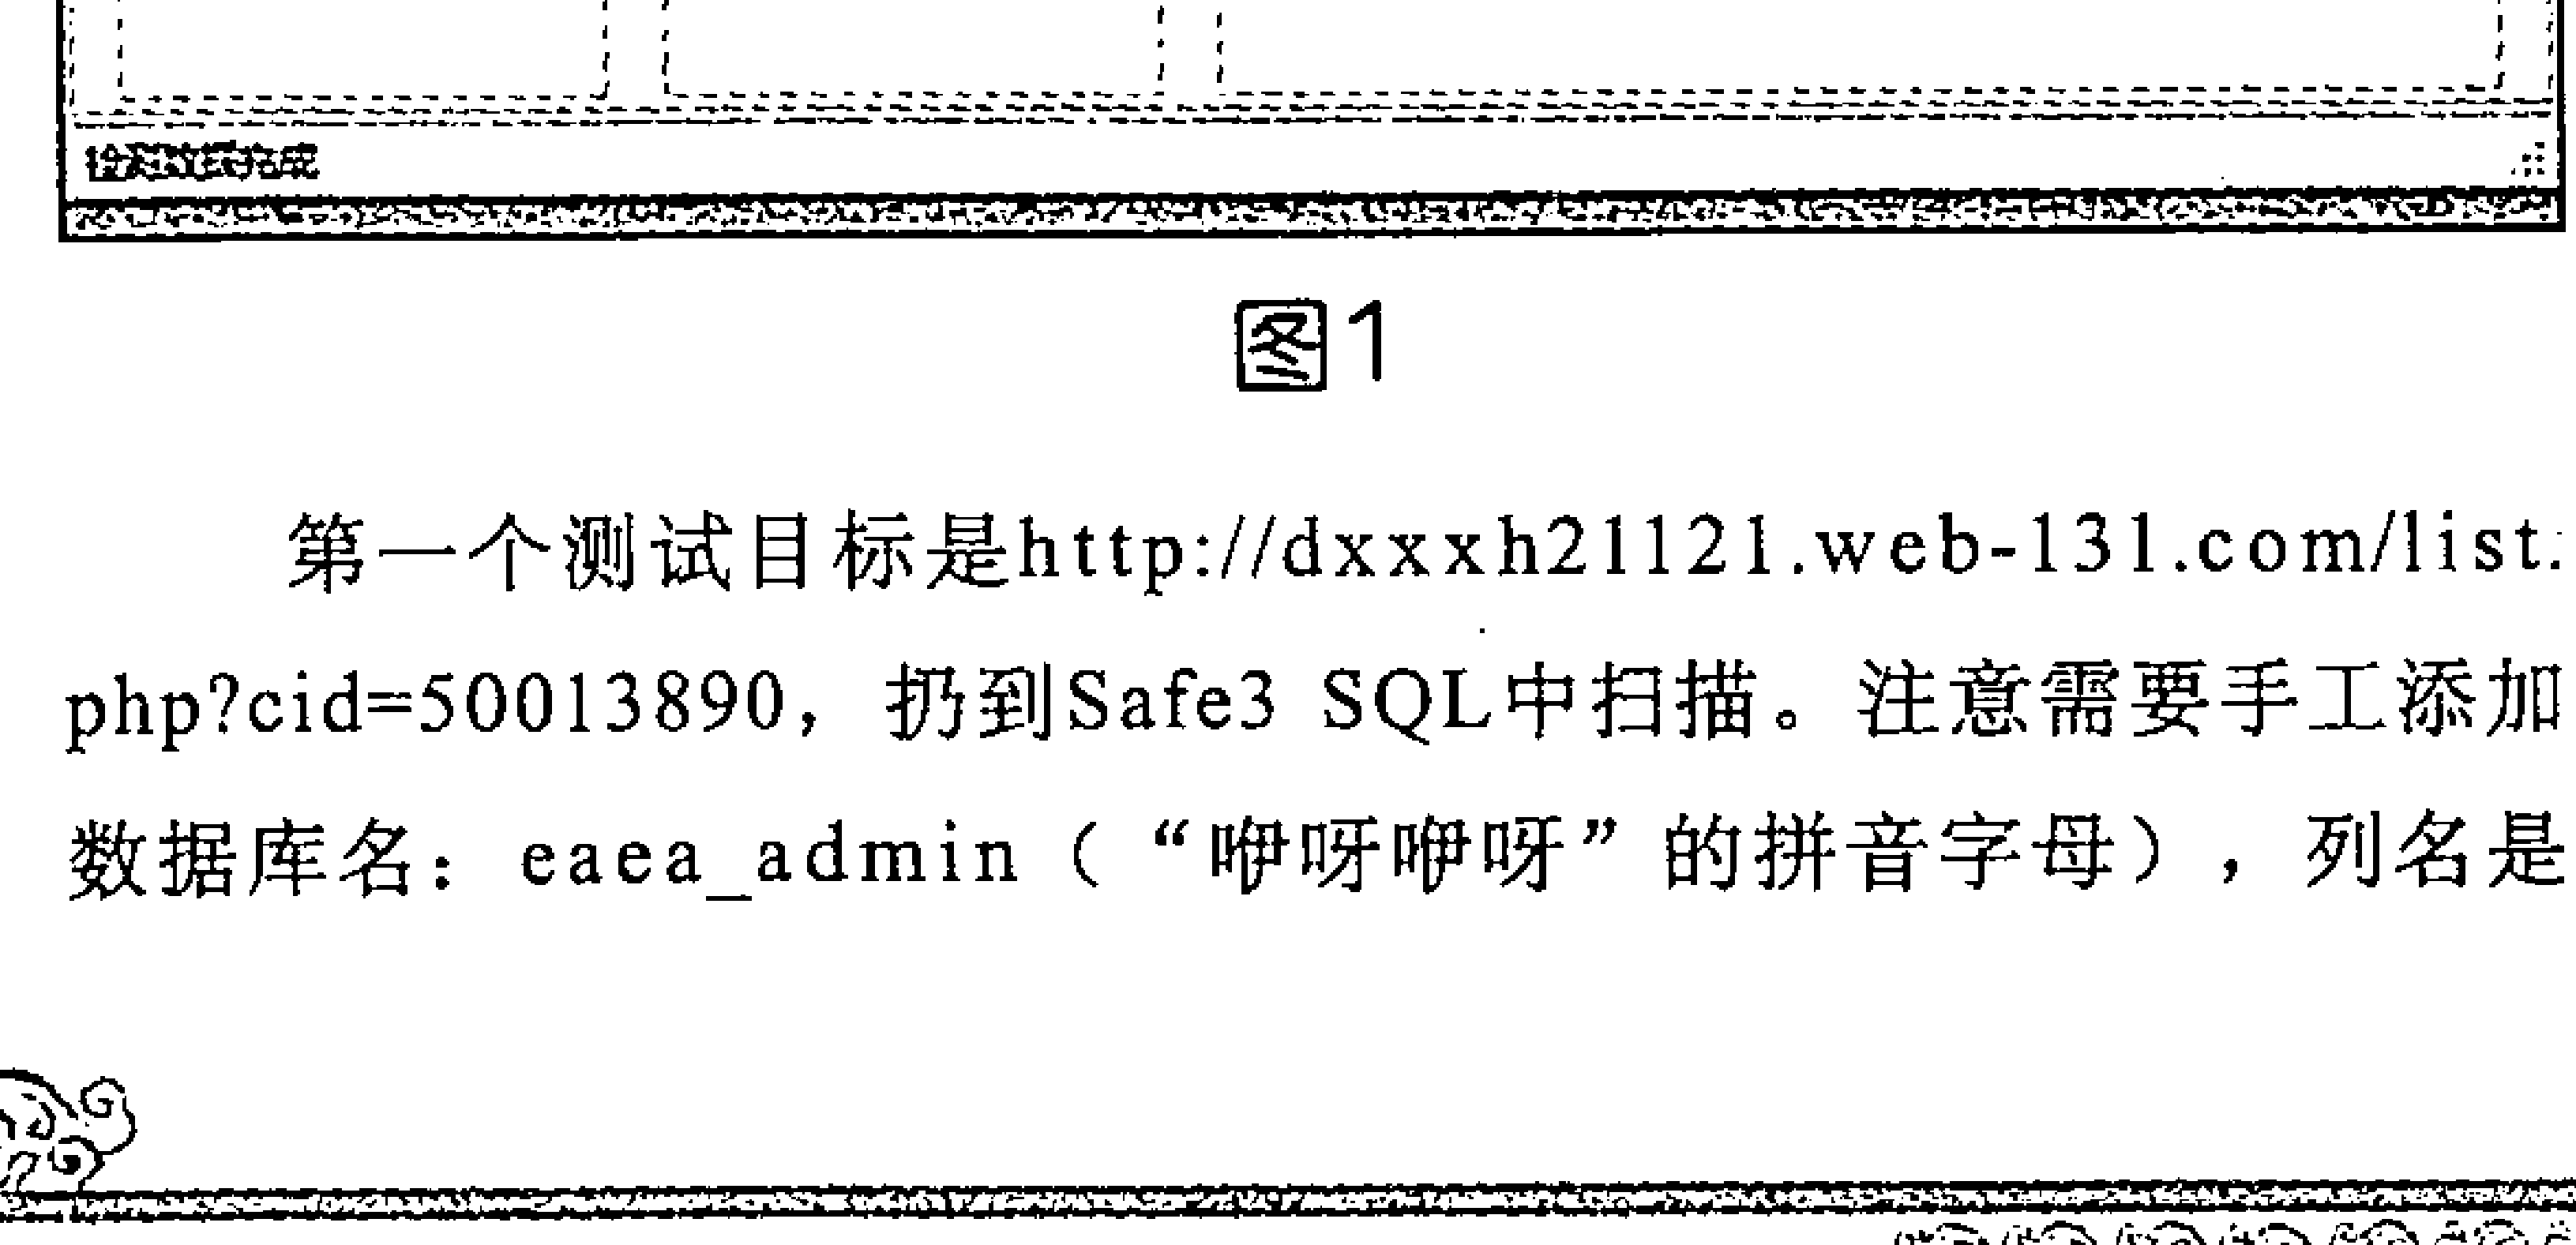 图1
第一个测试目标是http://dxxxh21121.web-131.com/list.
php?cid=50013890，扔到Safe3 SQL中扫描。注意需要手工添加
数据库名：eaea_admin（“咿呀咿呀”的拼音字母），列名是